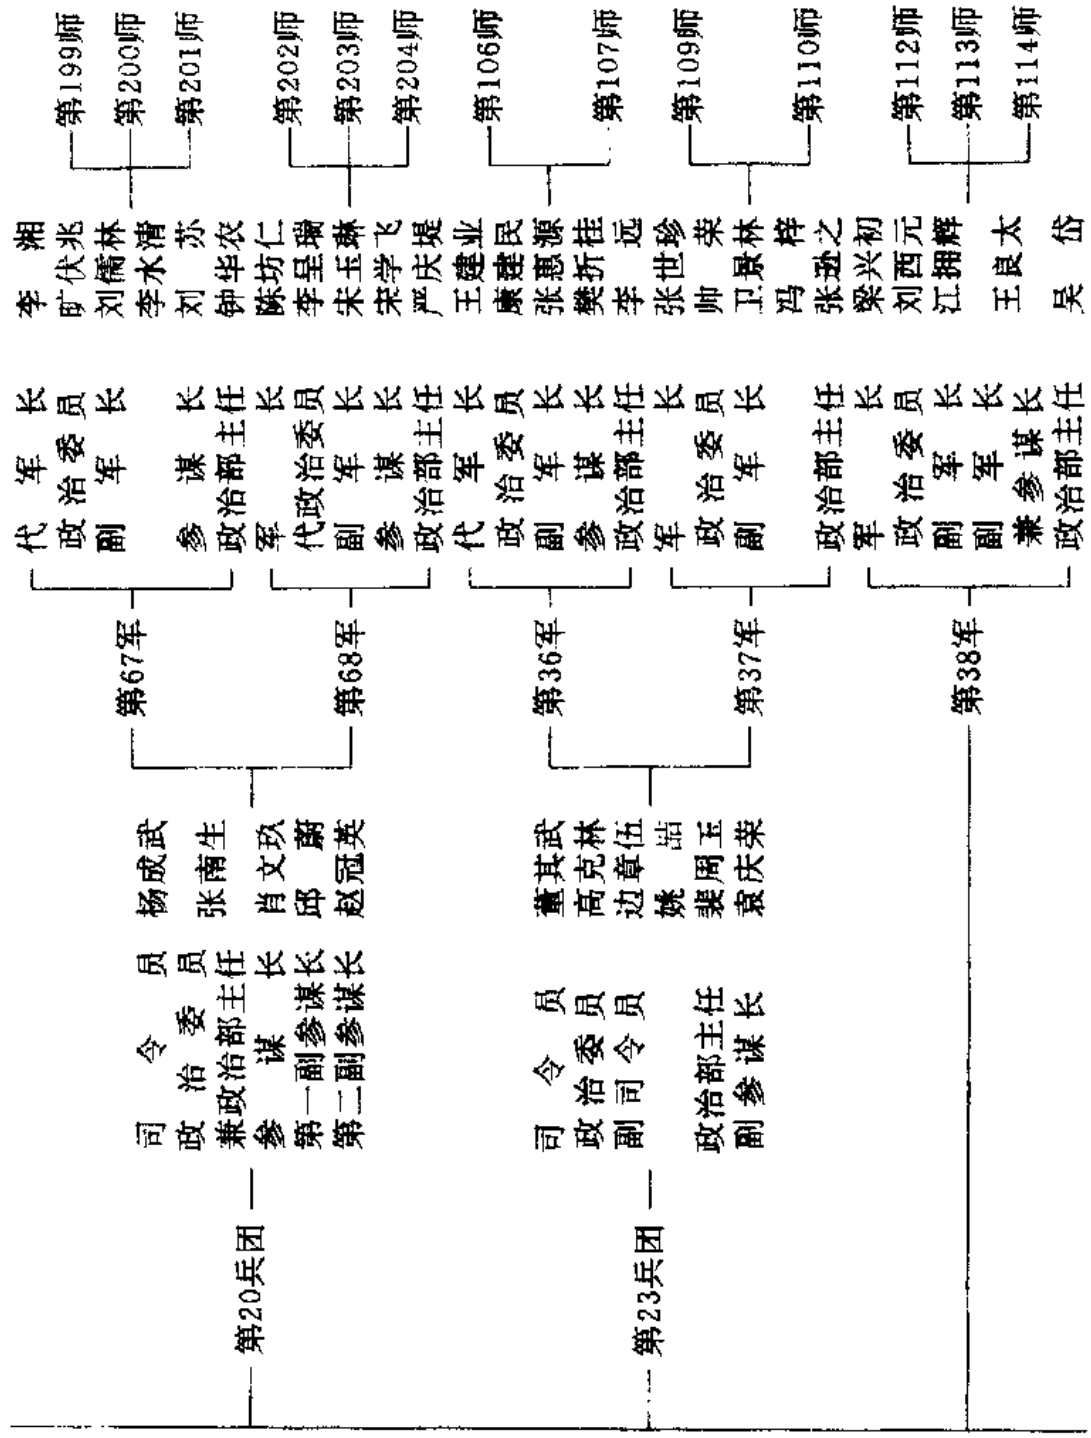 第20兵团
司令员 杨成武
政治委员
兼政治部主任 张南生
参谋长 肖文玖
第一副参谋长 邱蔚
第二副参谋长 赵冠英
第67军
代军长 李湘
政治委员 旷伏兆
副军长 刘儒林
李水清
参谋长 刘苏
政治部主任 钟华农
第199师
第200师
第201师
第68军
军长 陈坊仁
代政治委员 李呈瑞
副军长 宋玉琳
参谋长 宋学飞
政治部主任 严庆堤
第202师
第203师
第204师
第23兵团
司令员 董其武
政治委员 高克林
副司令员 边章伍
姚喆
政治部主任 裴周玉
副参谋长 袁庆荣
第36军
代军长 王建业
政治委员 康建民
副军长 张惠源
参谋长 樊折桂
政治部主任 李远
第106师
第107师
第37军
军长 张世珍
政治委员 帅荣
副军长 卫景林
冯梓
政治部主任 张逊之
第109师
第110师
第38军
军长 梁兴初
政治委员 刘西元
副军长 江拥辉
副军长
兼参谋长 王良太
政治部主任 吴岱
第112师
第113师
第114师